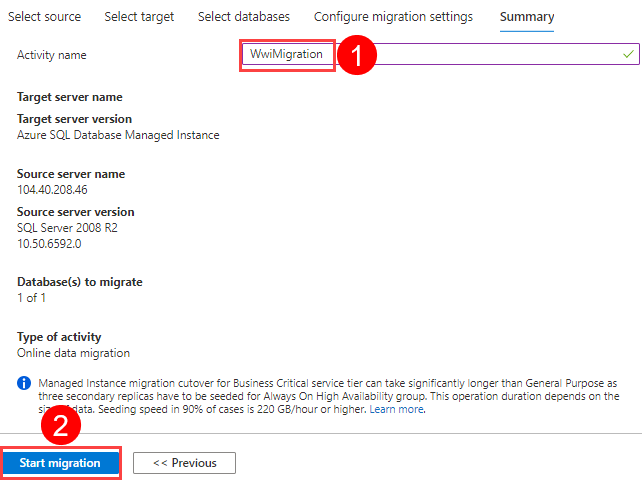 Select source Select target Select databases Configure migration settings Summary
Activity name WwiMigration 1
Target server name
Target server version
Azure SQL Database Managed Instance
Source server name
104.40.208.46
Source server version
SQL Server 2008 R2
10.50.6592.0
Database(s) to migrate
1 of 1
Type of activity
Online data migration
Managed Instance migration cutover for Business Critical service tier can take significantly longer than General Purpose as
three secondary replicas have to be seeded for Always On High Availability group. This operation duration depends on the
data. Seeding speed in 90% of cases is 220 GB/hour or higher. Learn more.
2
Start migration << Previous